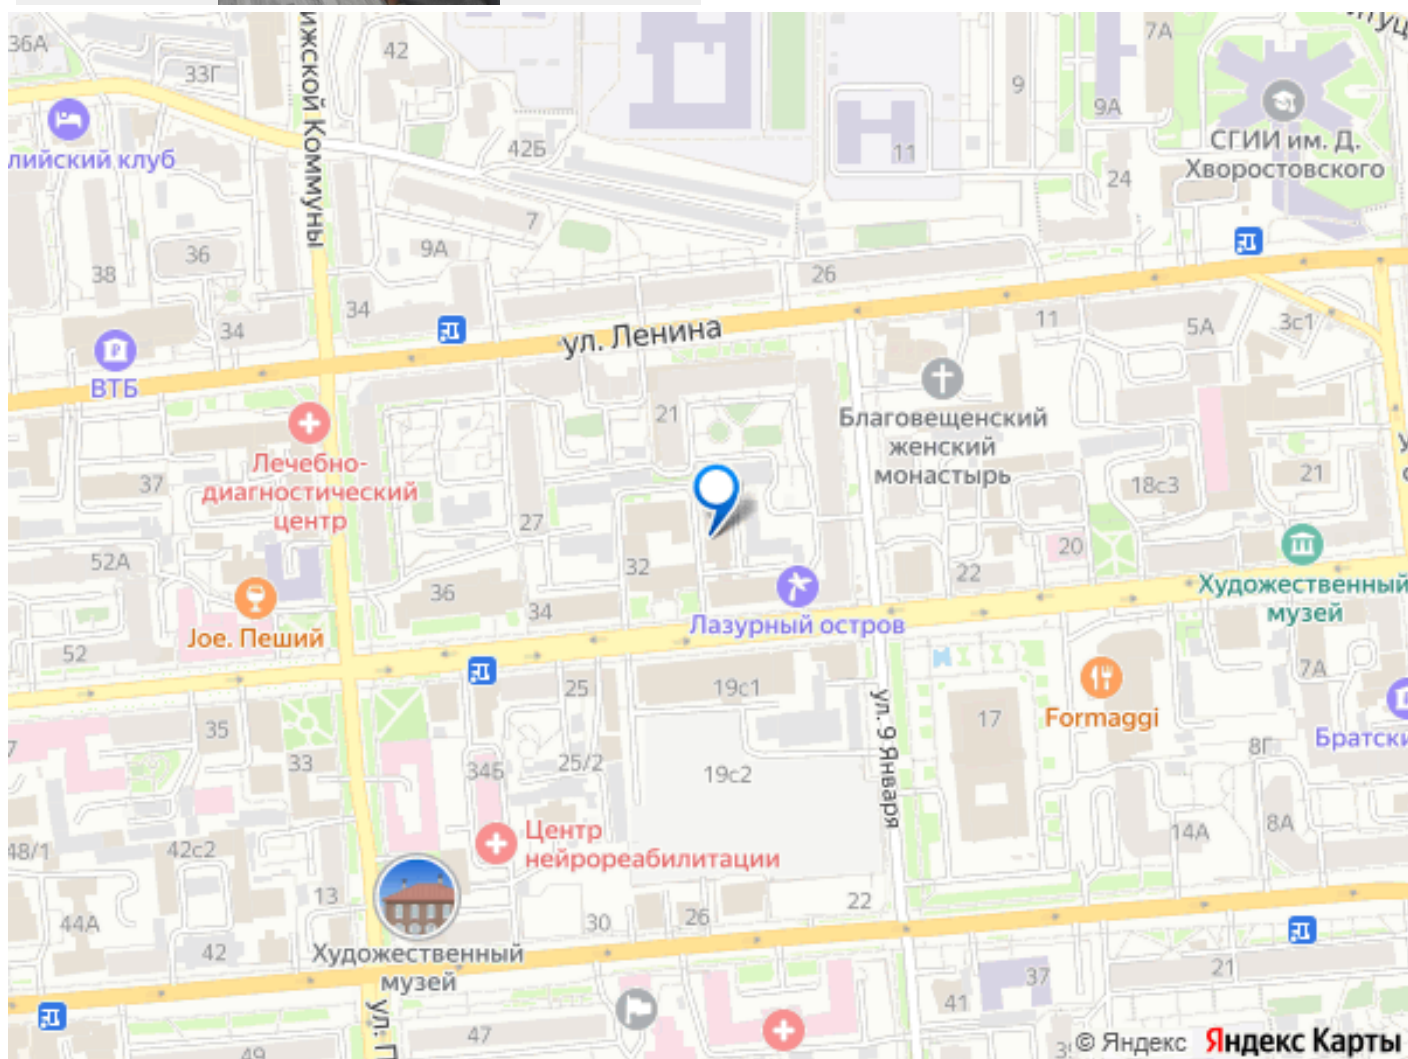 36А
33Г
42
7А
9
9А
ижской Коммуны
лийский клуб
42Б
11
СГИИ им. Д.
Хворостовского
24
7
9А
36
38
26
34
34
11
5А
3с1
ул. Ленина
ВТБ
21
Благовещенский
женский
монастырь
Лечебно-
диагностический
центр
37
18с3
21
27
52А
32
20
22
36
34
Художественный
музей
Joe. Пеший
Лазурный остров
52
7А
25
19с1
ул. 9 Января
17
Formaggi
35
Братски
33
34Б
25/2
19с2
8Г
14А
8А
Центр
нейрореабилитации
48/1
42с2
13
22
44А
30
26
42
Художественный
музей
21
37
41
ул. П
47
49
© Яндекс Яндекс Карты